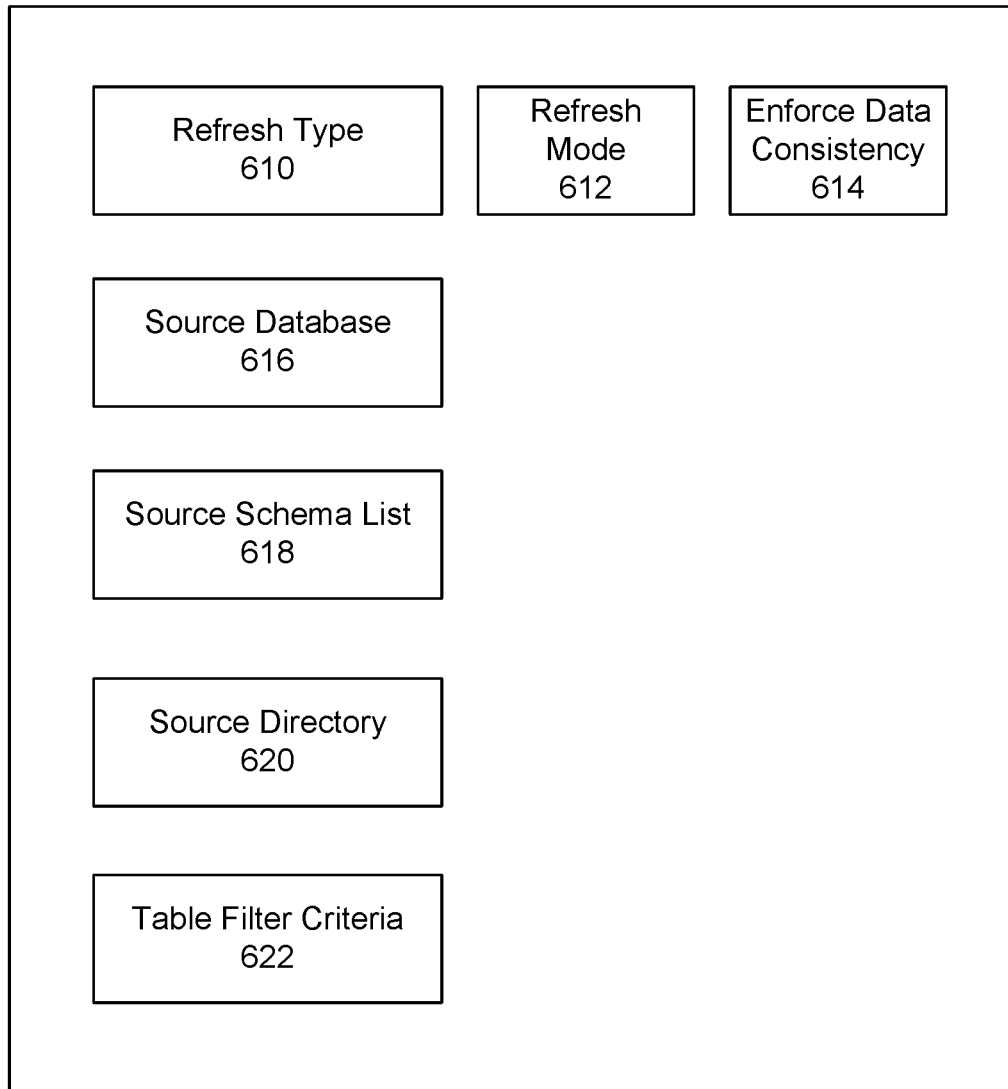 Refresh Type
610
Refresh
Mode
612
Enforce Data
Consistency
614
Source Database
616
Source Schema List
618
Source Directory
620
Table Filter Criteria
622